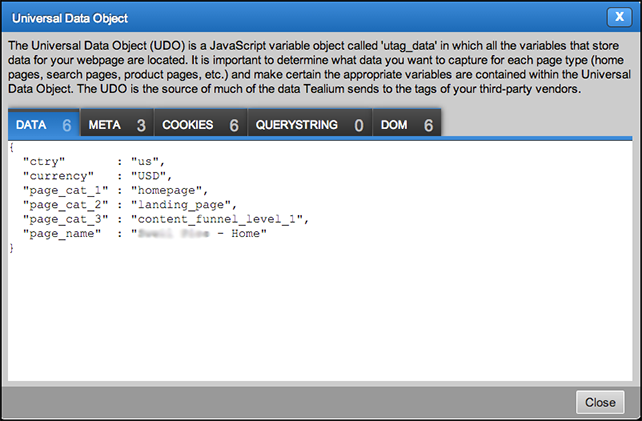 Universal Data Object X
The Universal Data Object (UDO) is a JavaScript variable object called 'utag_data' in which all the variables that store
data for your webpage are located. It is important to determine what data you want to capture for each page type (home
pages, search pages, product pages, etc.) and make certain the appropriate variables are contained within the Universal
Data Object. The UDO is the source of much of the data Tealium sends to the tags of your third-party vendors.
DATA 6 META 3 COOKIES 6 QUERYSTRING 0 DOM 6
{
"ctry" : "us",
"currency" : "USD",
"page_cat_1" : "homepage",
"page_cat_2" : "landing_page",
"page_cat_3" : "content_funnel_level_1",
"page_name" : " - Home"
}
Close